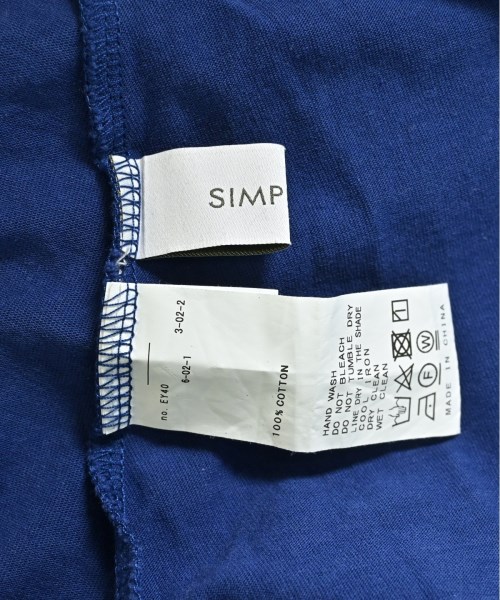 SIMP
no. EY40
6-02-1
3-02-2
100% COTTON
HAND WASH
DO NOT BLEACH
DO NOT TUMBLE DRY
LINE DRY IN THE SHADE
COOL IRON
DRY CLEAN
WET CLEAN
F W
MADE IN CHINA